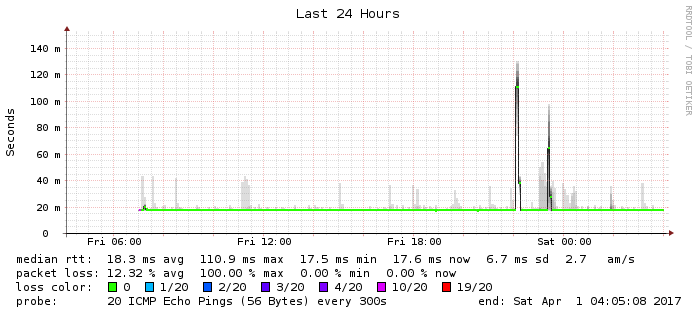 Last 24 Hours
RRDTOOL / TOBI OETIKER
Seconds
140 m
120 m
100 m
80 m
60 m
40 m
20 m
0
Fri 06:00 Fri 12:00 Fri 18:00 Sat 00:00
median rtt: 18.3 ms avg 110.9 ms max 17.5 ms min 17.6 ms now 6.7 ms sd 2.7 am/s
packet loss: 12.32 % avg 100.00 % max 0.00 % min 0.00 % now
loss color: 0 1/20 2/20 3/20 4/20 10/20 19/20
probe: 20 ICMP Echo Pings (56 Bytes) every 300s end: Sat Apr 1 04:05:08 2017